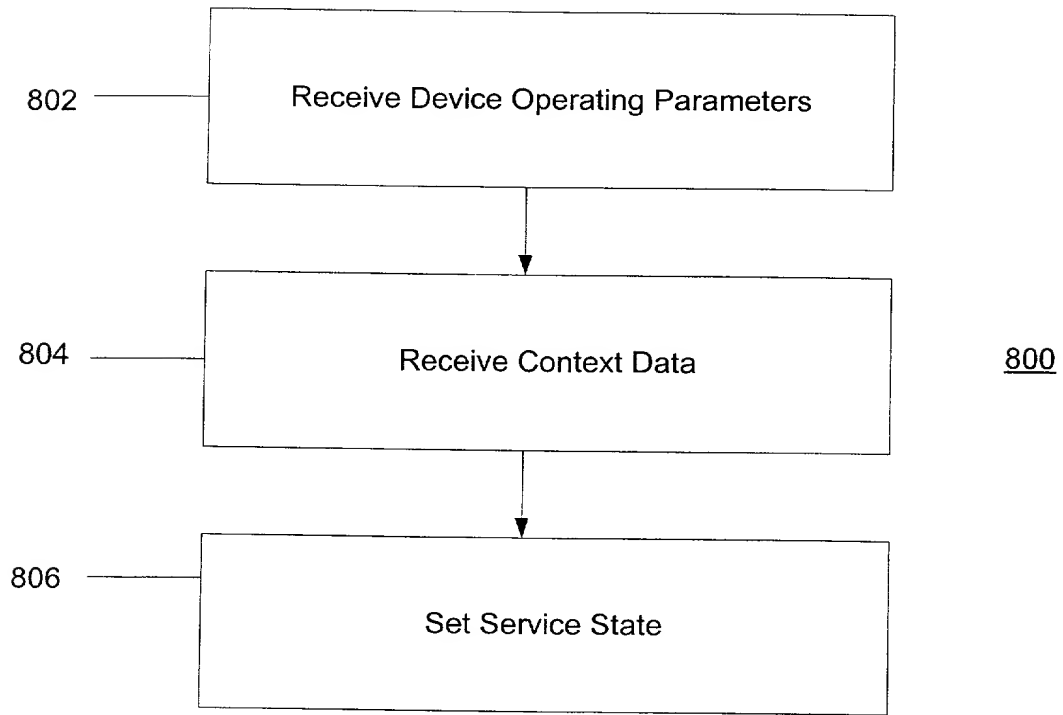 802
Receive Device Operating Parameters
804
Receive Context Data
800
806
Set Service State